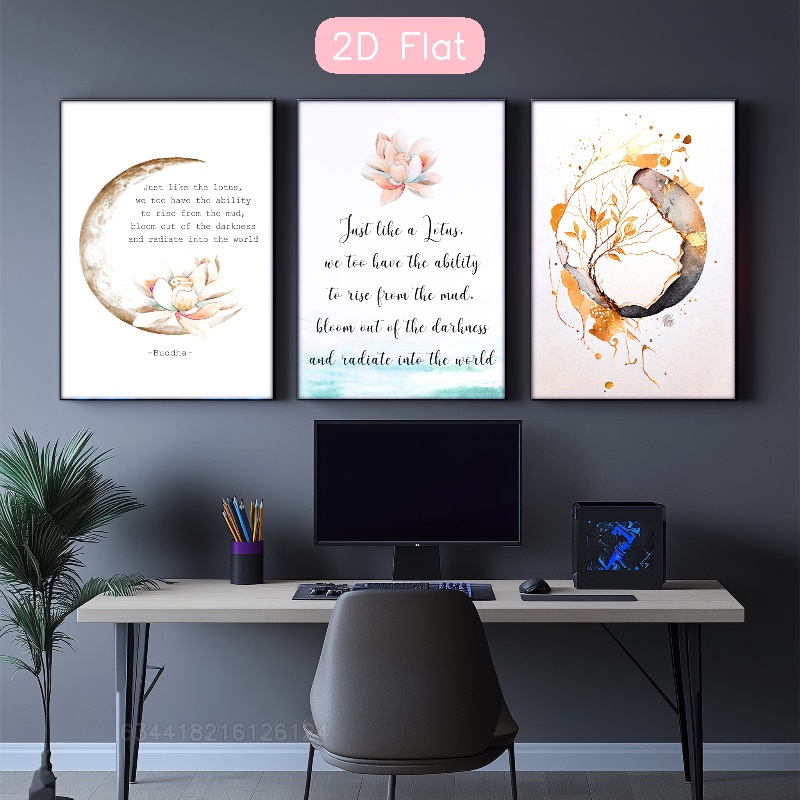 2D Flat
Just like the lotus,
we too have the ability
to rise from the mud,
bloom out of the darkness
and radiate into the world
-Buddha-
Just like a Lotus,
we too have the ability
to rise from the mud,
bloom out of the darkness
and radiate into the world
654418216126124